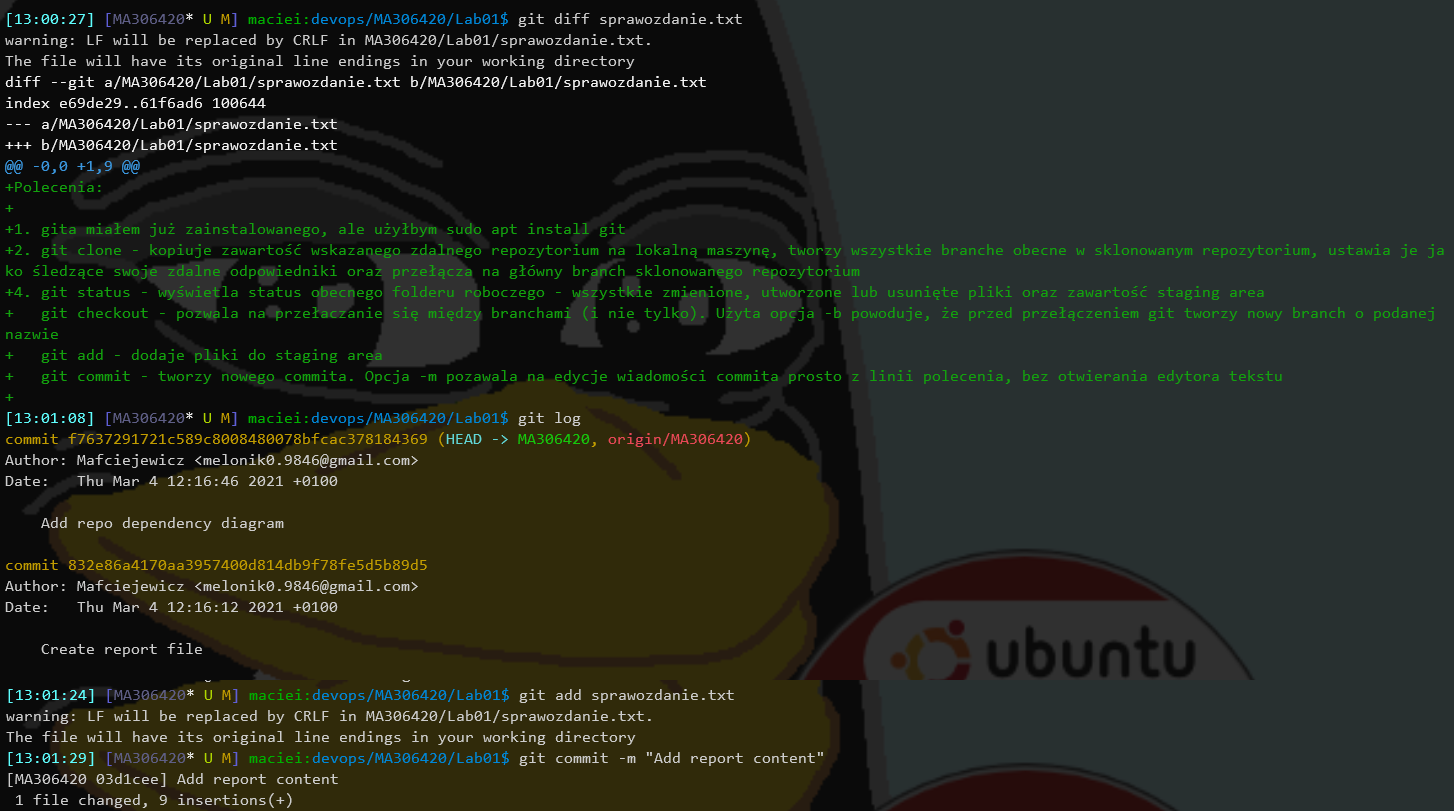 [13:00:27] [MA306420* U M] maciei:devops/MA306420/Lab01$ git diff sprawozdanie.txt
warning: LF will be replaced by CRLF in MA306420/Lab01/sprawozdanie.txt.
The file will have its original line endings in your working directory
diff --git a/MA306420/Lab01/sprawozdanie.txt b/MA306420/Lab01/sprawozdanie.txt
index e69de29..61f6ad6 100644
--- a/MA306420/Lab01/sprawozdanie.txt
+++ b/MA306420/Lab01/sprawozdanie.txt
@@ -0,0 +1,9 @@
+Polecenia:
+
+1. gita miałem już zainstalowanego, ale użyłbym sudo apt install git
+2. git clone - kopiuje zawartość wskazanego zdalnego repozytorium na lokalną maszynę, tworzy wszystkie branche obecne w sklonowanym repozytorium, ustawia je ja
ko śledzące swoje zdalne odpowiedniki oraz przełącza na główny branch sklonowanego repozytorium
+4. git status - wyświetla status obecnego folderu roboczego - wszystkie zmienione, utworzone lub usunięte pliki oraz zawartość staging area
+   git checkout - pozwala na przełaczanie się między branchami (i nie tylko). Użyta opcja -b powoduje, że przed przełączeniem git tworzy nowy branch o podanej
nazwie
+   git add - dodaje pliki do staging area
+   git commit - tworzy nowego commita. Opcja -m pozawala na edycje wiadomości commita prosto z linii polecenia, bez otwierania edytora tekstu
+
[13:01:08] [MA306420* U M] maciei:devops/MA306420/Lab01$ git log
commit f7637291721c589c8008480078bfcac378184369 (HEAD -> MA306420, origin/MA306420)
Author: Mafciejewicz <melonik0.9846@gmail.com>
Date:   Thu Mar 4 12:16:46 2021 +0100
    Add repo dependency diagram
commit 832e86a4170aa3957400d814db9f78fe5d5b89d5
Author: Mafciejewicz <melonik0.9846@gmail.com>
Date:   Thu Mar 4 12:16:12 2021 +0100
    Create report file
ubuntu
[13:01:24] [MA306420* U M] maciei:devops/MA306420/Lab01$ git add sprawozdanie.txt
warning: LF will be replaced by CRLF in MA306420/Lab01/sprawozdanie.txt.
The file will have its original line endings in your working directory
[13:01:29] [MA306420* U M] maciei:devops/MA306420/Lab01$ git commit -m "Add report content"
[MA306420 03d1cee] Add report content
 1 file changed, 9 insertions(+)